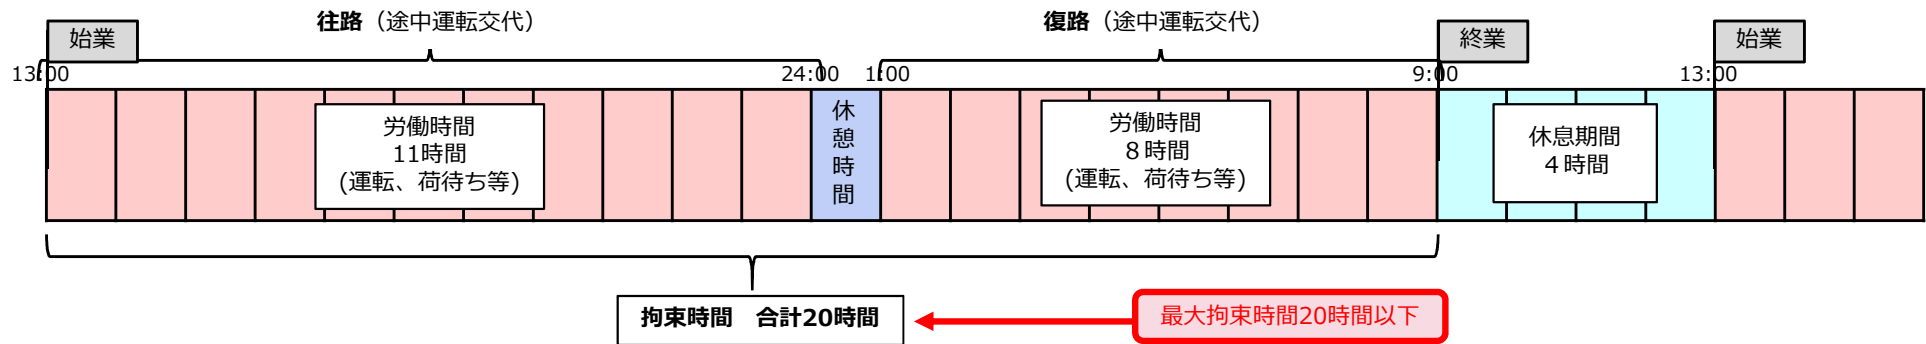 往路（途中運転交代）
復路（途中運転交代）
始業
終業
始業
13:00
24:00
1:00
9:00
13:00
労働時間
11時間
(運転、荷待ち等)
休憩時間
労働時間
８時間
(運転、荷待ち等)
休息期間
４時間
拘束時間　合計20時間
最大拘束時間20時間以下